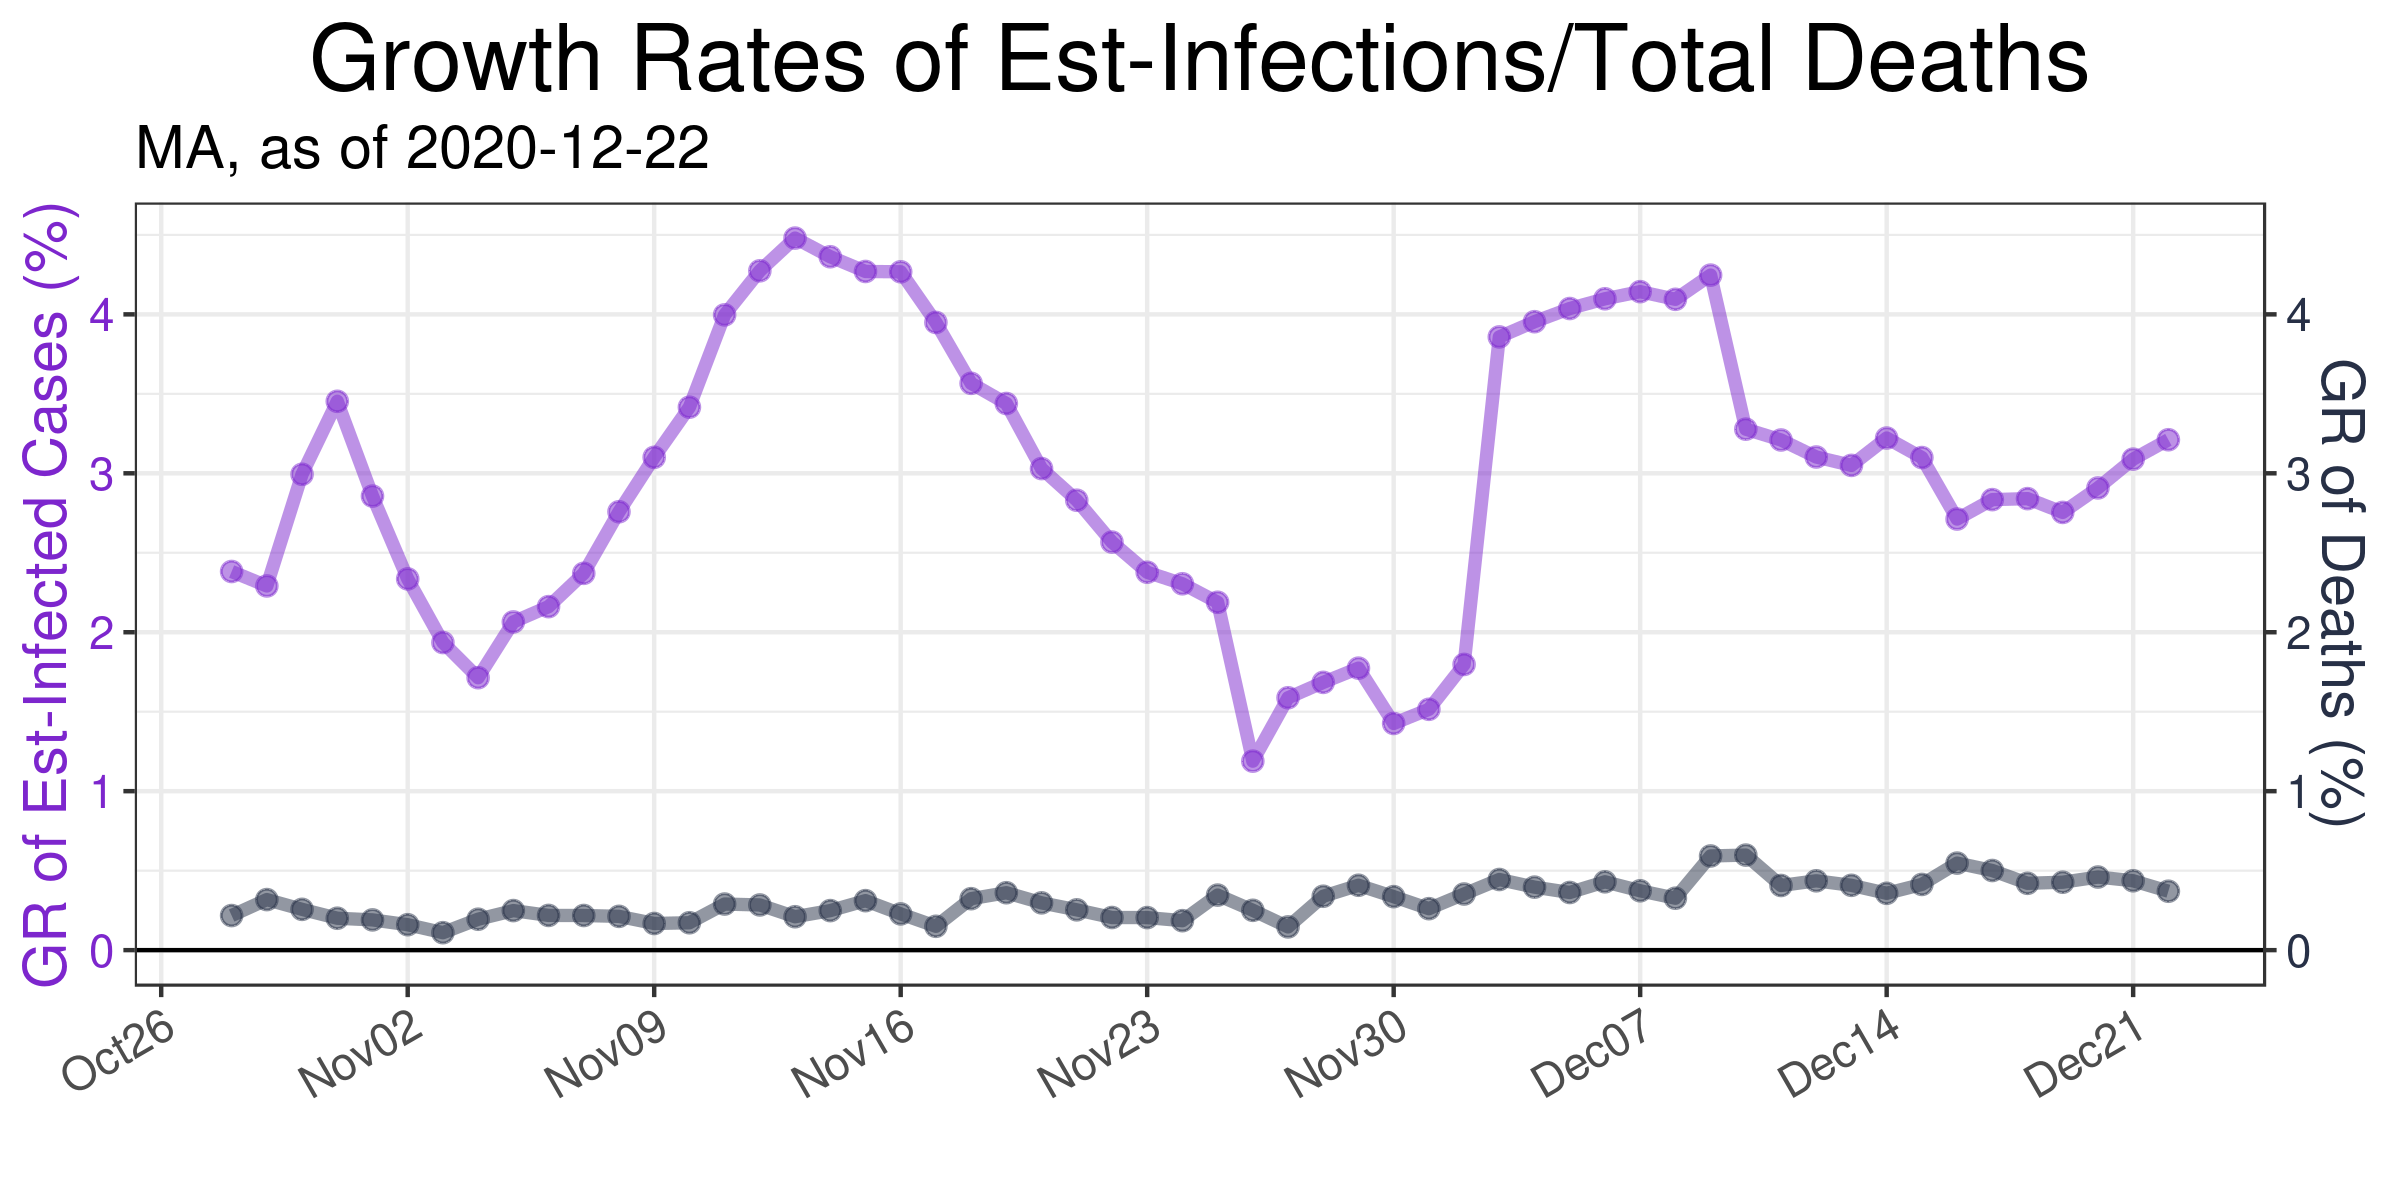 Growth Rates of Est-Infections/Total Deaths
MA, as of 2020-12-22
GR of Est-Infected Cases (%)
4
3
2
1
0
4
3
2
1
0
GR of Deaths (%)
Oct26
Nov02
Nov09
Nov16
Nov23
Nov30
Dec07
Dec14
Dec21